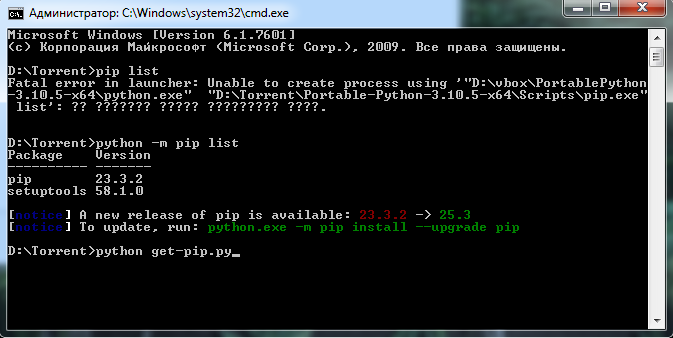 Администратор: C:\Windows\system32\cmd.exe
Microsoft Windows [Version 6.1.7601]
(c) Корпорация Майкрософт (Microsoft Corp.), 2009. Все права защищены.
D:\Torrent>pip list
Fatal error in launcher: Unable to create process using '"D:\vbox\PortablePython
-3.10.5-x64\python.exe"  "D:\Torrent\Portable-Python-3.10.5-x64\Scripts\pip.exe"
 list': ?? ??????? ????? ????????? ????.
D:\Torrent>python -m pip list
Package    Version
---------- -------
pip        23.3.2
setuptools 58.1.0
[notice] A new release of pip is available: 23.3.2 -> 25.3
[notice] To update, run: python.exe -m pip install --upgrade pip
D:\Torrent>python get-pip.py_